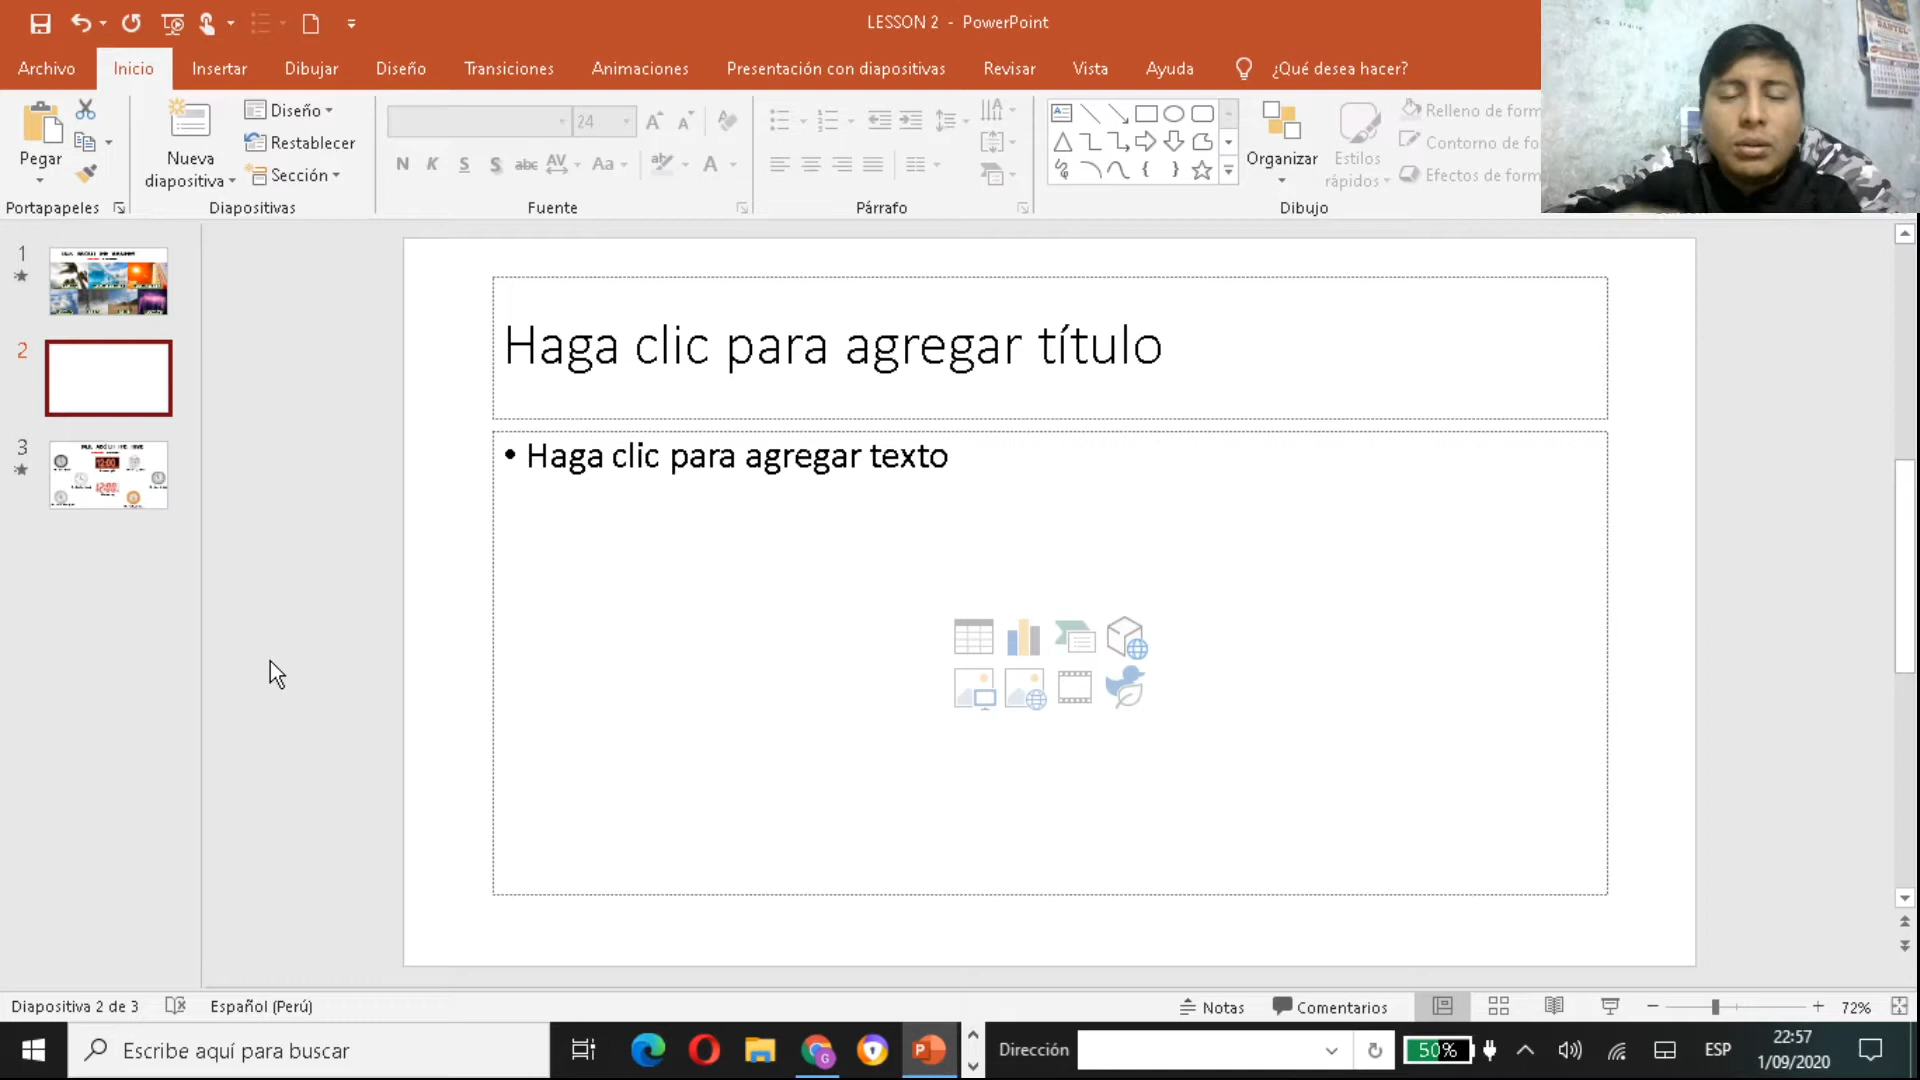 LESSON 2 - PowerPoint
Archivo Inicio Insertar Dibujar Diseño Transiciones Animaciones Presentación con diapositivas Revisar Vista Ayuda ¿Qué desea hacer?
Pegar
Nueva diapositiva
Diseño
Restablecer
Sección
24
N K S S abc AV Aa A
Organizar
Estilos rápidos
Relleno de form
Contorno de fo
Efectos de form
Portapapeles Diapositivas Fuente Párrafo Dibujo
1
2
3
Haga clic para agregar título
• Haga clic para agregar texto
Diapositiva 2 de 3 Español (Perú) Notas Comentarios 72%
Escribe aquí para buscar
Dirección
50%
ESP
22:57
1/09/2020